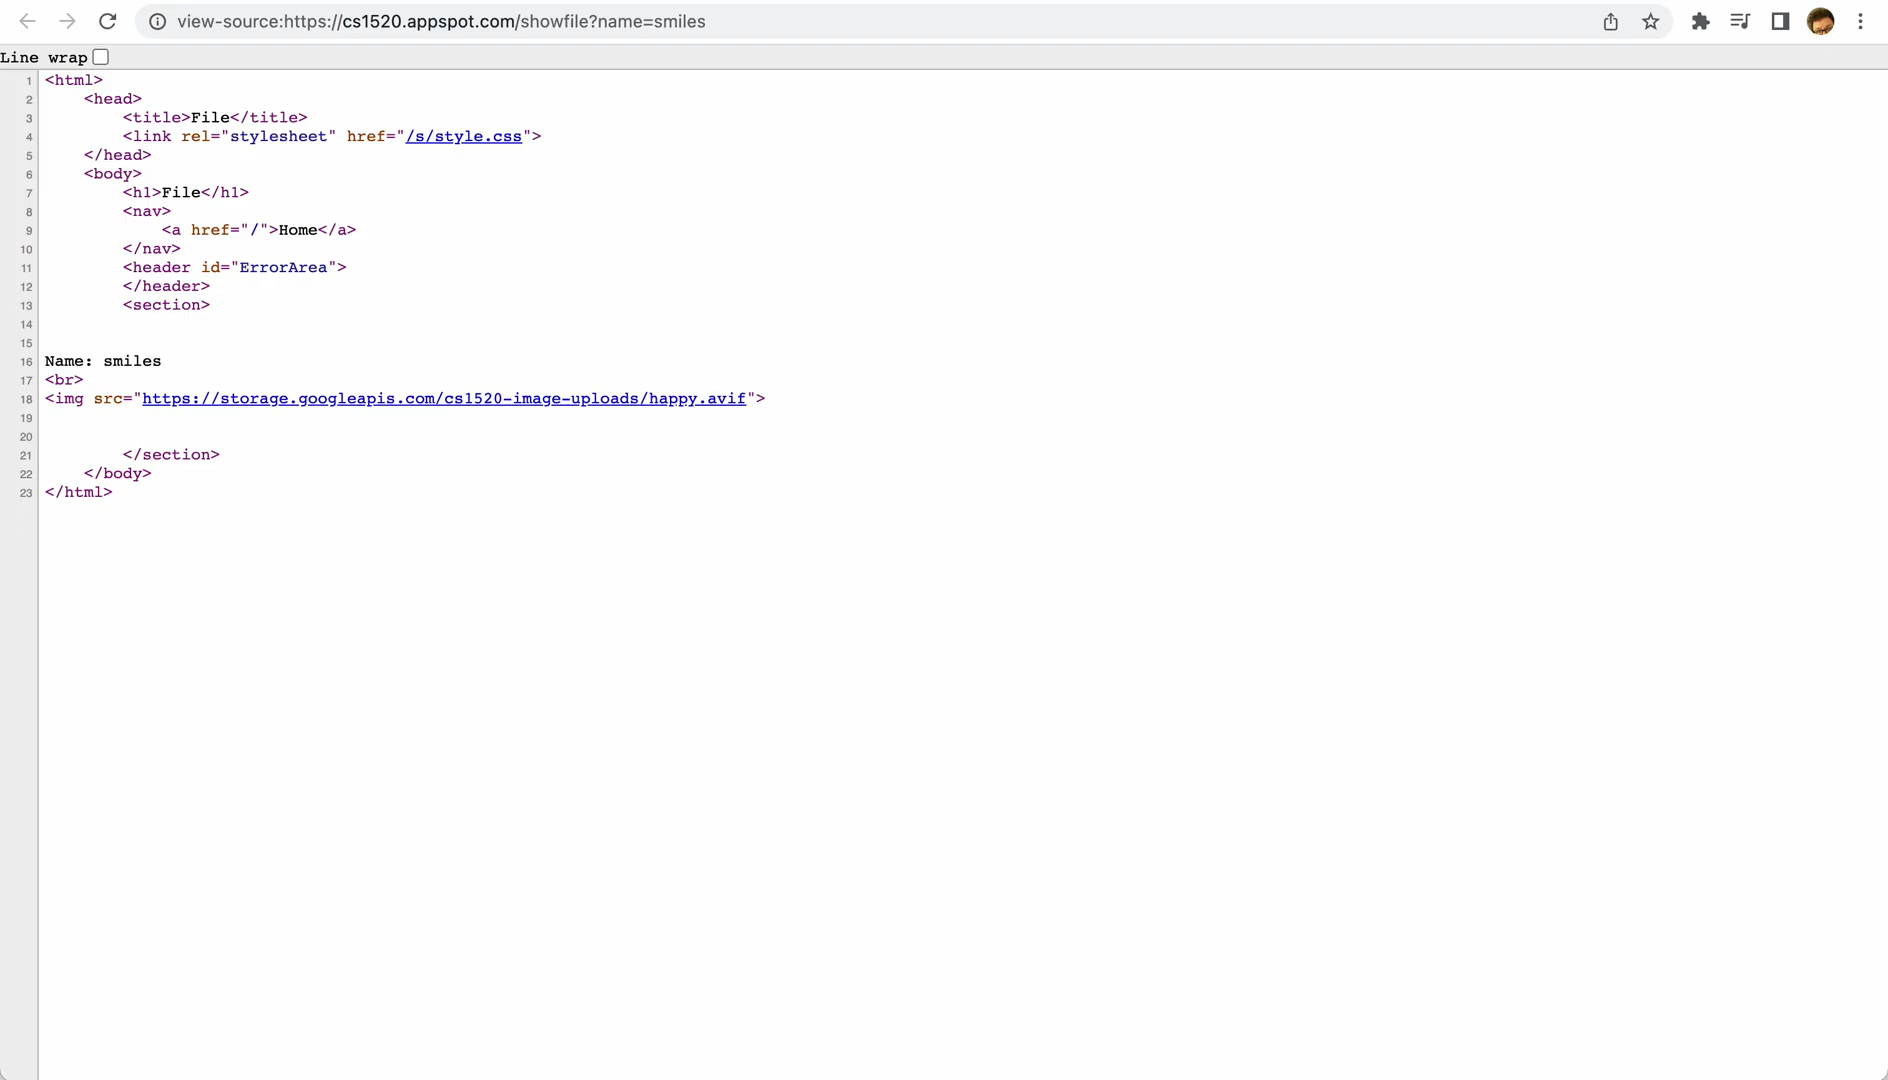 view-source:https://cs1520.appspot.com/showfile?name=smiles
Line wrap
1 <html>
2 <head>
3 <title>File</title>
4 <link rel="stylesheet" href="/s/style.css">
5 </head>
6 <body>
7 <h1>File</h1>
8 <nav>
9 <a href="/">Home</a>
10 </nav>
11 <header id="ErrorArea">
12 </header>
13 <section>
14
15
16 Name: smiles
17 <br>
18 <img src="https://storage.googleapis.com/cs1520-image-uploads/happy.avif">
19
20
21 </section>
22 </body>
23 </html>